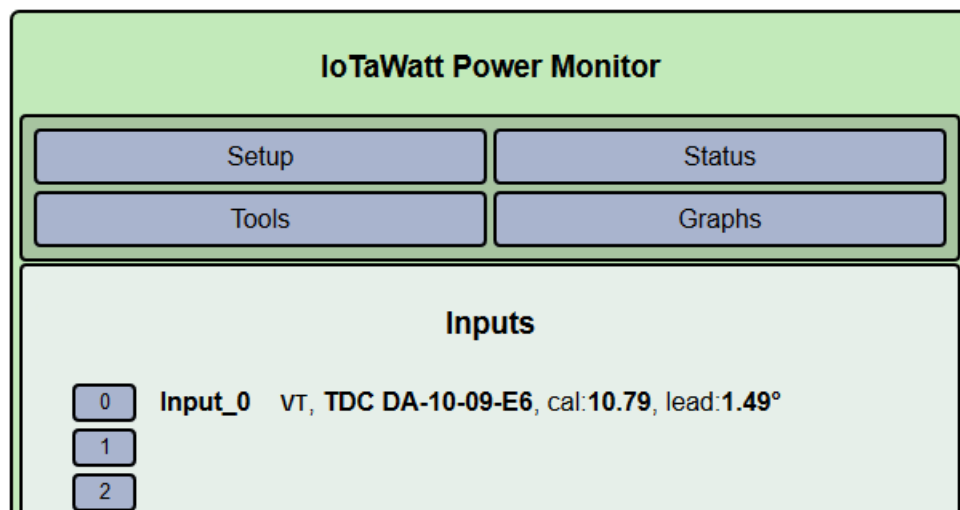 IoTaWatt Power Monitor
Setup Status
Tools Graphs
Inputs
0 Input_0 VT, TDC DA-10-09-E6, cal:10.79, lead:1.49°
1
2